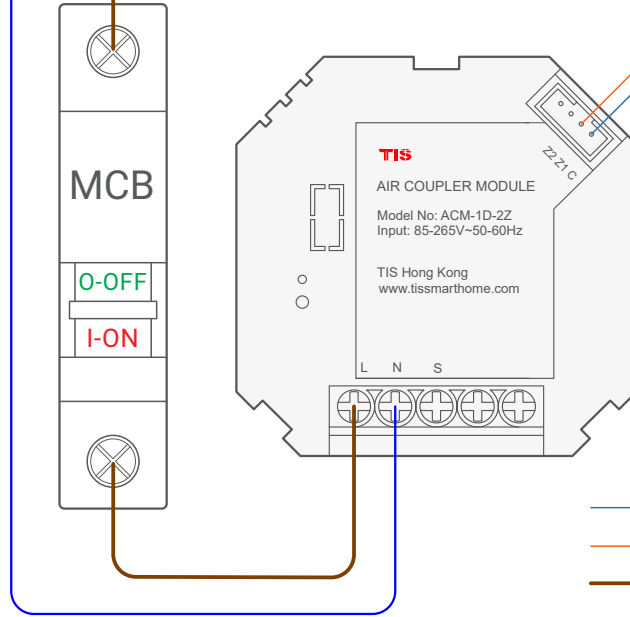 MCB
O-OFF
I-ON
TIS
AIR COUPLER MODULE
Model No: ACM-1D-2Z
Input: 85-265V~50-60Hz
TIS Hong Kong
www.tissmarthome.com
Z2 Z1 C
L N S